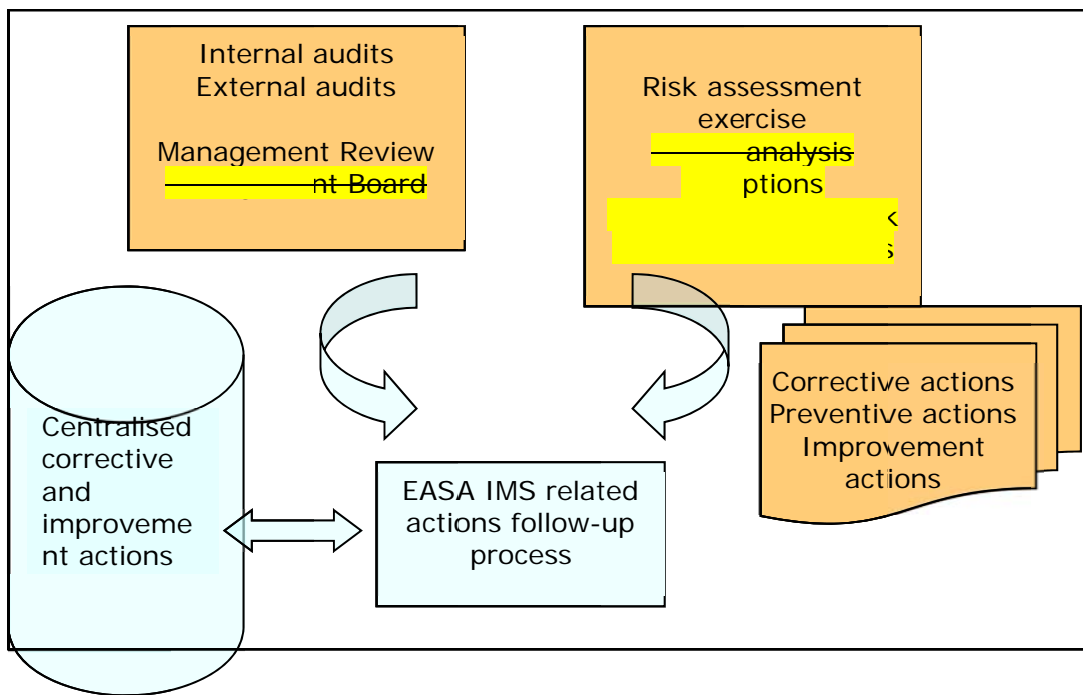 Internal audits
External audits
Management Review
nt Board
Risk assessment
exercise
analysis
ptions
k
s
Corrective actions
Preventive actions
Improvement
actions
Centralised
corrective
and
improveme
nt actions
EASA IMS related
actions follow-up
process